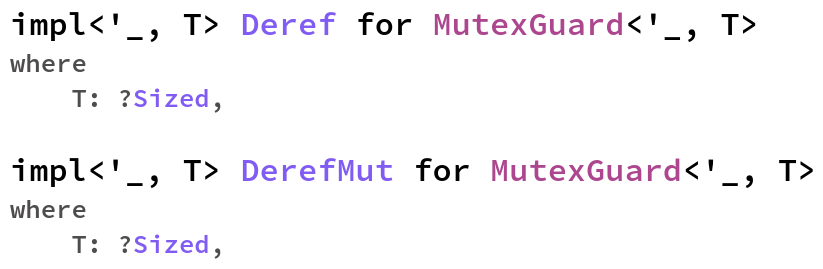 impl<'_, T> Deref for MutexGuard<'_, T>
where
    T: ?Sized,
impl<'_, T> DerefMut for MutexGuard<'_, T>
where
    T: ?Sized,